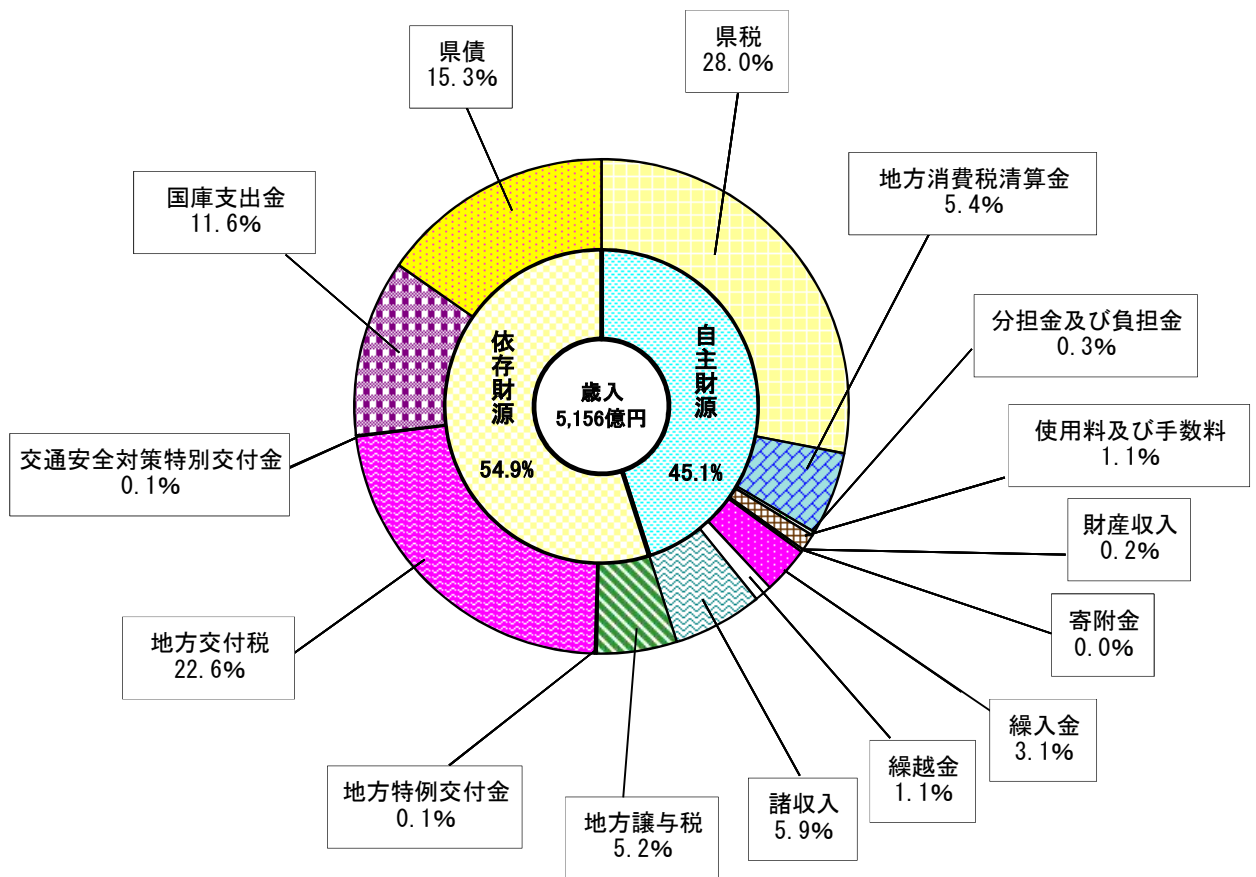 県税
28.0%
地方消費税清算金
5.4%
分担金及び負担金
0.3%
使用料及び手数料
1.1%
財産収入
0.2%
寄附金
0.0%
繰入金
3.1%
繰越金
1.1%
諸収入
5.9%
地方譲与税
5.2%
地方特例交付金
0.1%
地方交付税
22.6%
交通安全対策特別交付金
0.1%
国庫支出金
11.6%
県債
15.3%
依存財源
54.9%
自主財源
45.1%
歳入
5,156億円